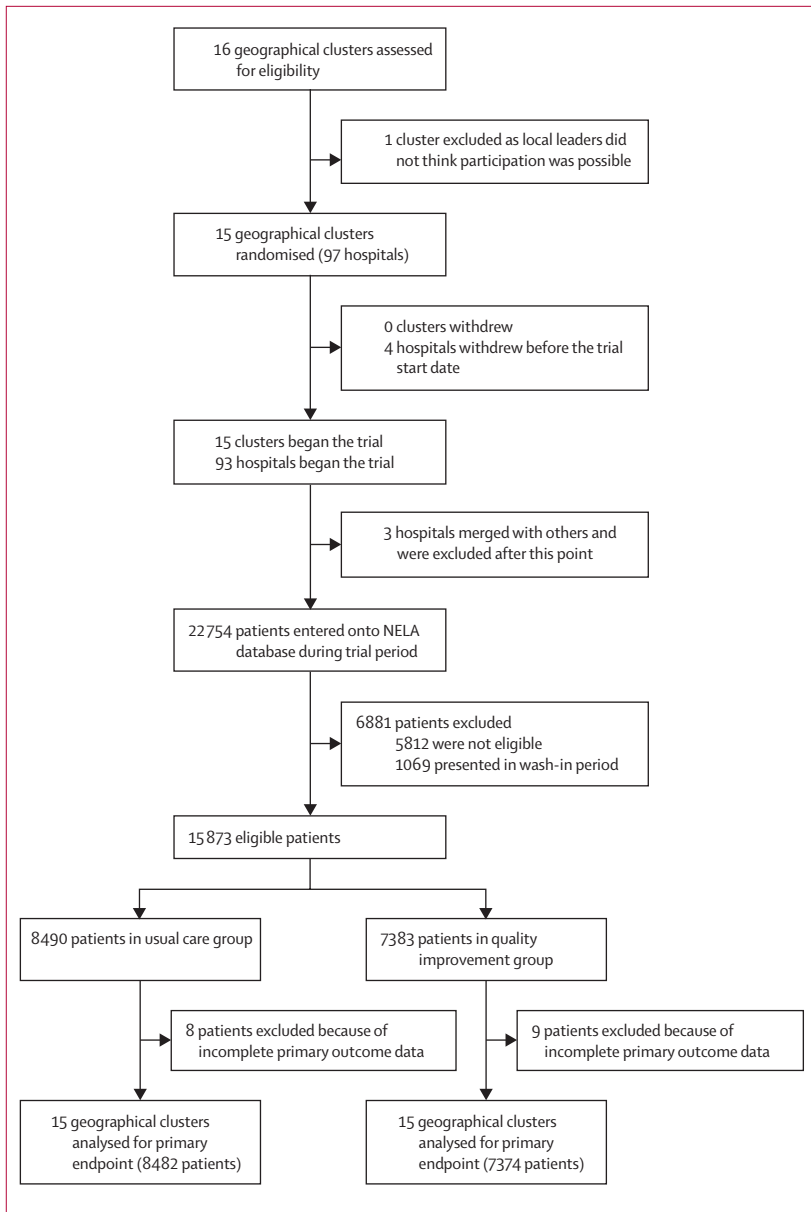 16 geographical clusters assessed
for eligibility
1 cluster excluded as local leaders did
not think participation was possible
15 geographical clusters
randomised (97 hospitals)
0 clusters withdrew
4 hospitals withdrew before the trial
start date
15 clusters began the trial
93 hospitals began the trial
3 hospitals merged with others and
were excluded after this point
22 754 patients entered onto NELA
database during trial period
6881 patients excluded
5812 were not eligible
1069 presented in wash-in period
15 873 eligible patients
8490 patients in usual care group
7383 patients in quality
improvement group
8 patients excluded because of
incomplete primary outcome data
9 patients excluded because of
incomplete primary outcome data
15 geographical clusters
analysed for primary
endpoint (8482 patients)
15 geographical clusters
analysed for primary
endpoint (7374 patients)